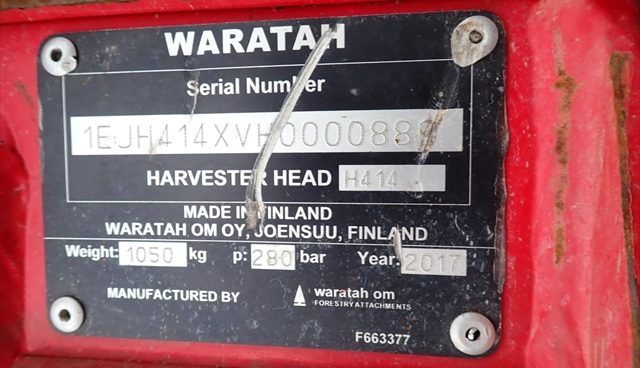 WARATAH
Serial Number
HARVESTER HEAD H414
MADE IN FINLAND
WARATAH OM OY, JOENSUU, FINLAND
Weight: 1050 kg p: 280 bar Year: 2017
MANUFACTURED BY waratah om
FORESTRY ATTACHMENTS
F663377